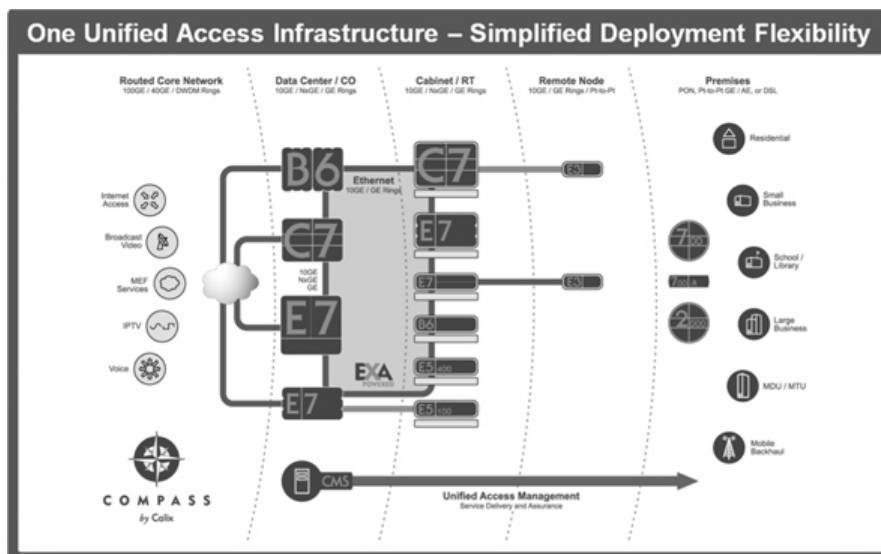 One Unified Access Infrastructure – Simplified Deployment Flexibility
Routed Core Network
100GE / 40GE / DWDM Rings
Data Center / CO
10GE / NxGE / GE Rings
Cabinet / RT
10GE / NxGE / GE Rings
Remote Node
10GE / GE Rings / Pt-to-Pt
Premises
PON, Pt-to-Pt GE / AE, or DSL
Internet
Access
Broadcast
Video
MEF
Services
IPTV
Voice
B6
C7
10GE
NxGE
GE
E7
E7
Ethernet
10GE / GE Rings
EXA
POWERED
C7
E7
E7
B6
E5 400
E5 100
E3
E3
700
700
2000
Residential
Small
Business
School /
Library
Large
Business
MDU / MTU
Mobile
Backhaul
COMPASS
by Calix
CMS
Unified Access Management
Service Delivery and Assurance